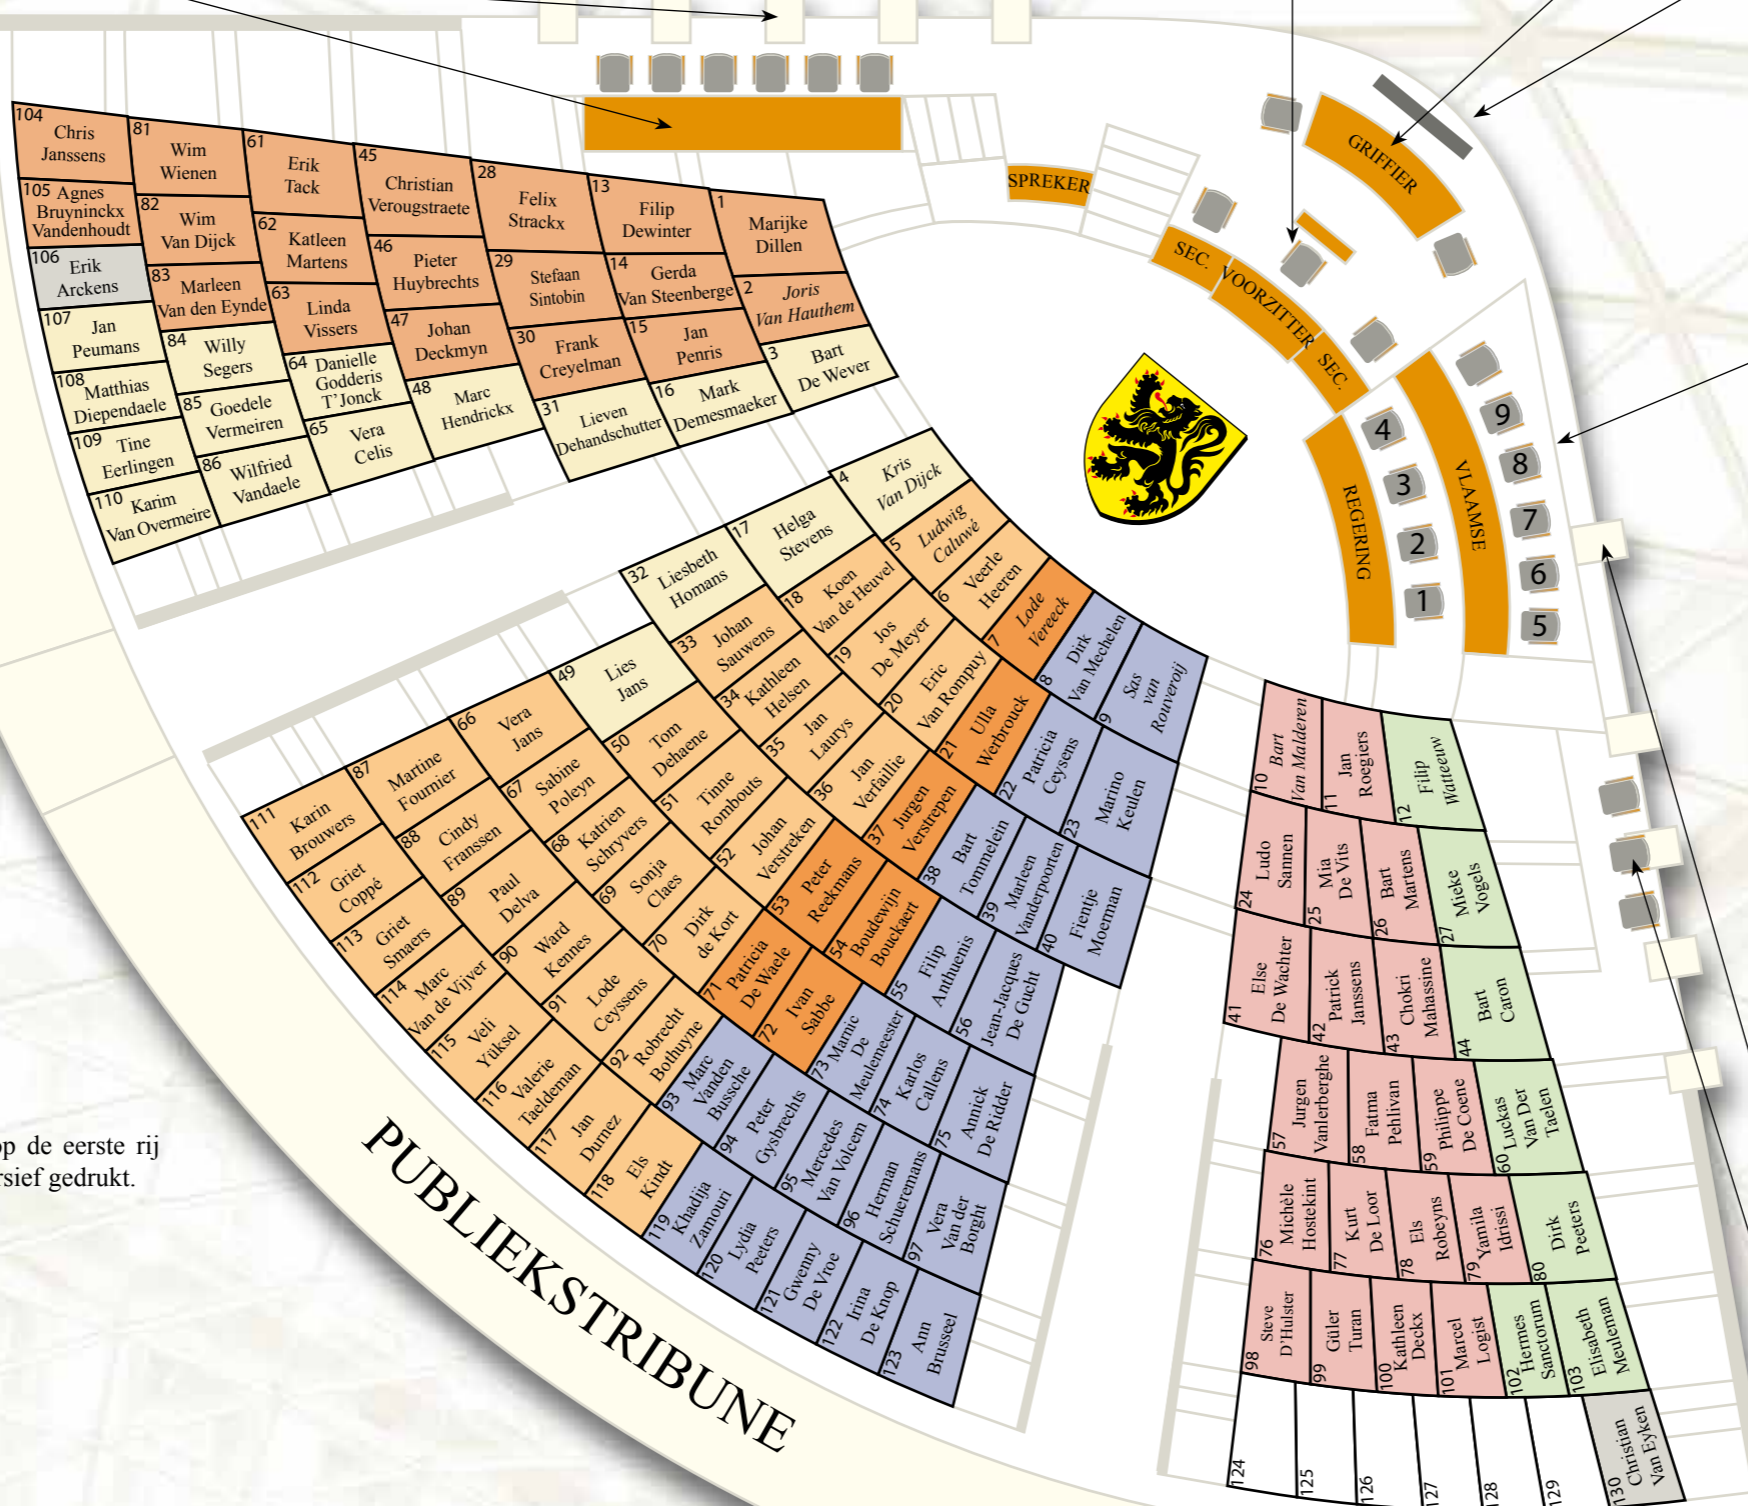 104
Chris
Janssens
81
Wim
Wienen
61
Erik
Tack
45
Christian
Verougstraete
28
Felix
Strackx
13
Filip
Dewinter
1
Marijke
Dillen
105 Agnes
Bruyninckx
Vandenhoudt
82
Wim
Van Dijck
62
Katleen
Martens
46
Pieter
Huybrechts
29
Stefaan
Sintobin
14
Gerda
Van Steenberge
2
Joris
Van Hauthem
106
Erik
Arckens
83
Marleen
Van den Eynde
63
Linda
Vissers
47
Johan
Deckmyn
30
Frank
Creyelman
15
Jan
Penris
3
Bart
De Wever
107
Jan
Peumans
84
Willy
Segers
64 Danielle
Godderis
T'Jonck
48
Marc
Hendrickx
31
Lieven
Dehandschutter
16
Mark
Demesmaeker
108
Matthias
Diependaele
85
Goedele
Vermeiren
65
Vera
Celis
109
Tine
Eerlingen
86
Wilfried
Vandaele
110
Karim
Van Overmeire
SPREKER
GRIFFIER
SEC.
VOORZITTER
SEC.
REGERING
VLAAMSE
4
3
2
1
9
8
7
6
5
4
Kris
Van Dijck
17
Helga
Stevens
32
Liesbeth
Homans
49
Lies
Jans
5
Ludwig
Caluwé
18
Koen
Van de Heuvel
33
Johan
Sauwens
50
Tom
Dehaene
66
Vera
Jans
87
Martine
Fournier
111
Karin
Brouwers
6
Veerle
Heeren
19
Jos
De Meyer
34
Kathleen
Helsen
51
Tinne
Rombouts
67
Sabine
Poleyn
88
Cindy
Franssen
112
Griet
Coppé
7
Lode
Vereeck
20
Eric
Van Rompuy
35
Jan
Laurys
52
Johan
Verstreken
68
Katrien
Schryvers
89
Paul
Delva
113
Griet
Smaers
8
Dirk
Van Mechelen
21
Ulla
Werbrouck
36
Jan
Verfaillie
53
Peter
Reekmans
69
Sonja
Claes
90
Ward
Kennes
114
Marc
Van de Vijver
9
Sas
van
Rouveroij
22
Patricia
Ceysens
37
Jurgen
Verstrepen
54
Boudewijn
Bouckaert
70
Dirk
de Kort
91
Lode
Ceyssens
115
Veli
Yüksel
23
Marino
Keulen
38
Bart
Tommelein
55
Filip
Anthuenis
71
Patricia
De Waele
92
Robrecht
Bothuyne
116
Valerie
Taeldeman
39
Marleen
Vanderpoorten
56
Jean-Jacques
De Gucht
72
Ivan
Sabbe
93
Marc
Vanden
Bussche
117
Jan
Durnez
40
Fientje
Moerman
73
Marnic
De
Meulemeester
94
Peter
Gysbrechts
118
Els
Kindt
74
Karlos
Callens
95
Mercedes
Van Volcem
119
Khadija
Zamouri
75
Annick
De Ridder
96
Herman
Schueremans
120
Lydia
Peeters
97
Vera
Van der
Borght
121
Gwenny
De Vroe
122
Irina
De Knop
123
Ann
Brusseel
10
Bart
Van Malderen
11
Jan
Roegiers
12
Filip
Watteeuw
24
Ludo
Sannen
25
Mia
De Vits
26
Bart
Martens
27
Mieke
Vogels
41
Else
De Wachter
42
Patrick
Janssens
43
Chokri
Mahassine
44
Bart
Caron
57
Jurgen
Vanlerberghe
58
Fatma
Pehlivan
59
Philippe
De Coene
60
Luckas
Van Der
Taelen
76
Michèle
Hostekint
77
Kurt
De Loor
78
Els
Robeyns
79
Yamila
Idrissi
80
Dirk
Peeters
98
Steve
D'Hulster
99
Güler
Turan
100
Kathleen
Deckx
101
Marcel
Logist
102
Hermes
Sanctorum
103
Elisabeth
Meuleman
124
125
126
127
128
129
130
Christian
Van Eyken
op de eerste rij
rsief gedrukt.
PUBLIEKSTRIBUNE